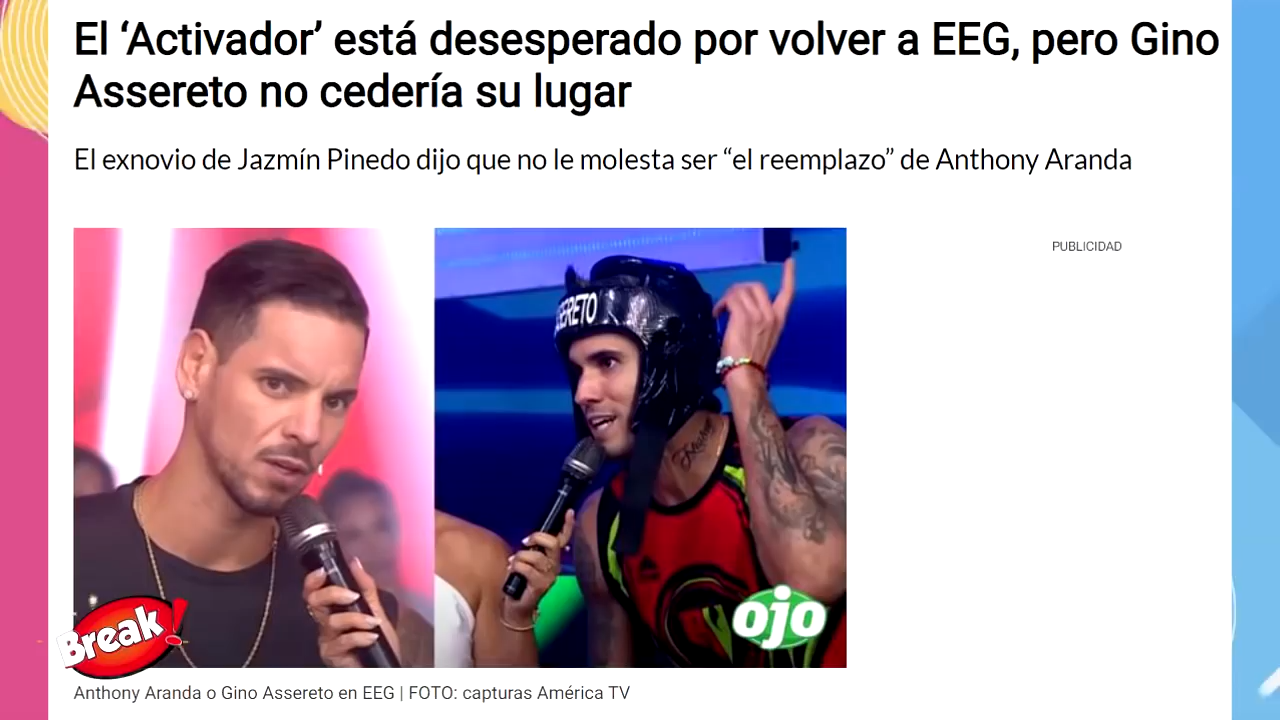 El ‘Activador’ está desesperado por volver a EEG, pero Gino
Assereto no cedería su lugar
El exnovio de Jazmín Pinedo dijo que no le molesta ser “el reemplazo” de Anthony Aranda
PUBLICIDAD
ojo
Break!
Anthony Aranda o Gino Assereto en EEG | FOTO: capturas América TV